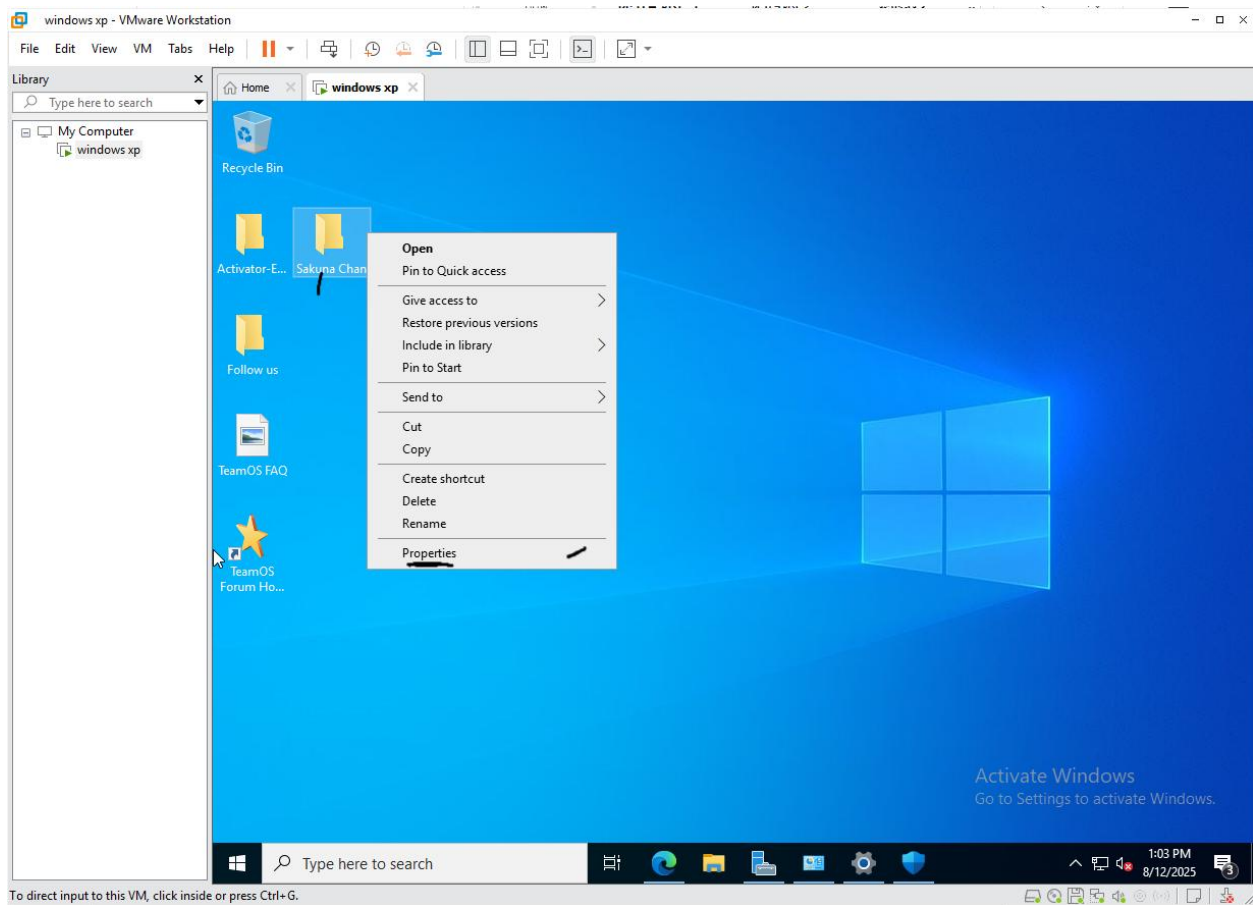 windows xp - VMware Workstation
File Edit View VM Tabs Help
Library
Type here to search
My Computer
windows xp
Home
windows xp
Recycle Bin
Activator-E...
Sakuna Chan
Follow us
TeamOS FAQ
TeamOS
Forum Ho...
Open
Pin to Quick access
Give access to
Restore previous versions
Include in library
Pin to Start
Send to
Cut
Copy
Create shortcut
Delete
Rename
Properties
Activate Windows
Go to Settings to activate Windows.
Type here to search
1:03 PM
8/12/2025
3
To direct input to this VM, click inside or press Ctrl+G.